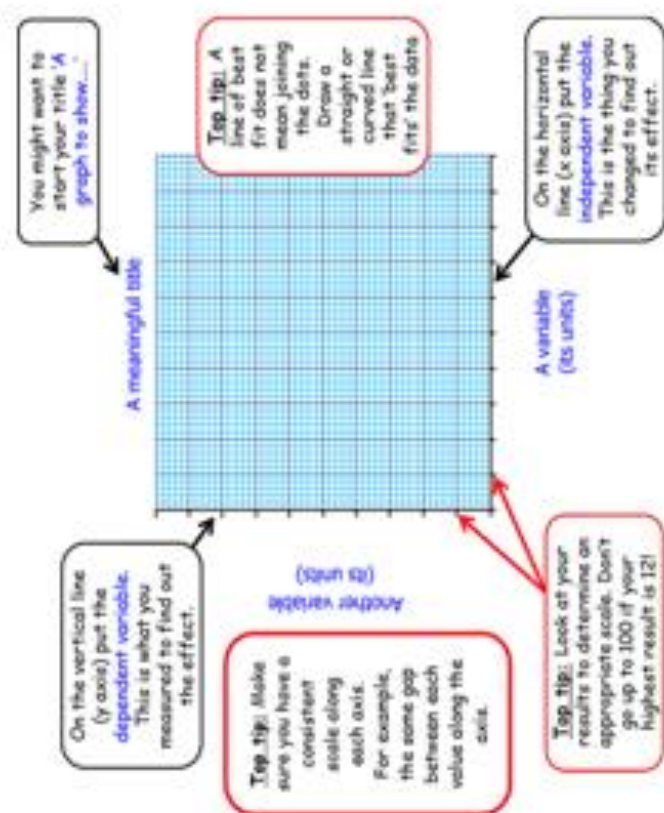 You might want to
start your title 'A
graph to show....'
A meaningful title
On the vertical line
(y axis) put the
dependent variable.
This is what you
measured to find out
the effect.
Top tip: A
line of best
fit does not
mean joining
the dots.
Draw a
straight or
curved line
that 'best
fits' the data
Another variable
(its units)
Top tip: Make
sure you have a
consistent
scale along
each axis.
For example,
the same gap
between each
value along the
axis.
A variable
(its units)
On the horizontal
line (x axis) put the
independent variable.
This is the thing you
changed to find out
its effect.
Top tip: Look at your
results to determine an
appropriate scale. Don't
go up to 100 if your
highest result is 12!